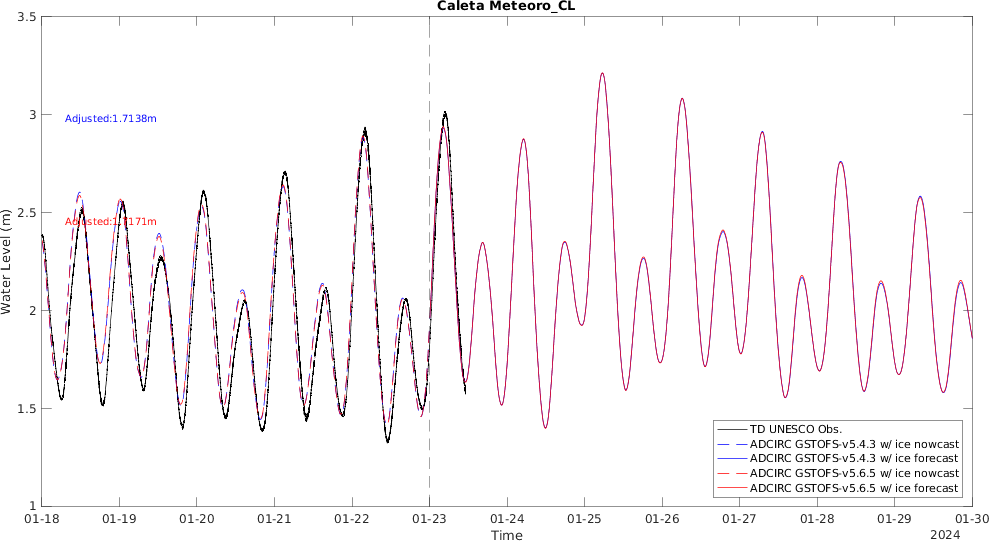 Caleta Meteoro_CL
3.5
3
2.5
2
1.5
1
Water Level (m)
Adjusted:1.7138m
Adjusted:1.7171m
TD UNESCO Obs.
ADCIRC GSTOFS-v5.4.3 w/ ice nowcast
ADCIRC GSTOFS-v5.4.3 w/ ice forecast
ADCIRC GSTOFS-v5.6.5 w/ ice nowcast
ADCIRC GSTOFS-v5.6.5 w/ ice forecast
01-18 01-19 01-20 01-21 01-22 01-23 01-24 01-25 01-26 01-27 01-28 01-29 01-30
Time
2024